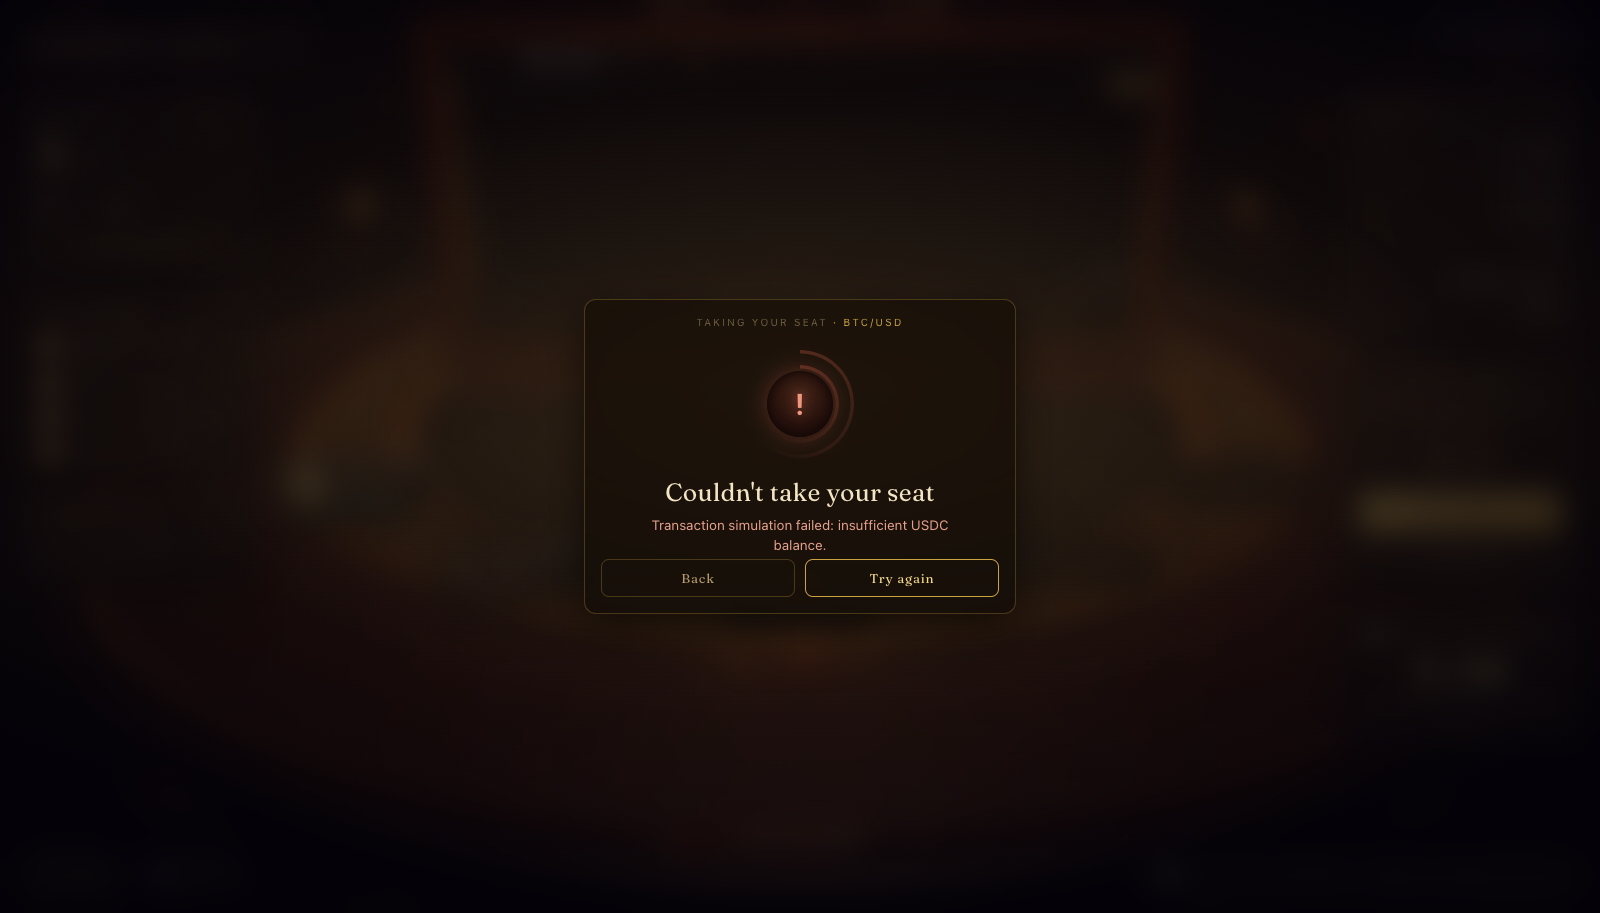 TAKING YOUR SEAT · BTC/USD
!
Couldn't take your seat
Transaction simulation failed: insufficient USDC
balance.
Back
Try again